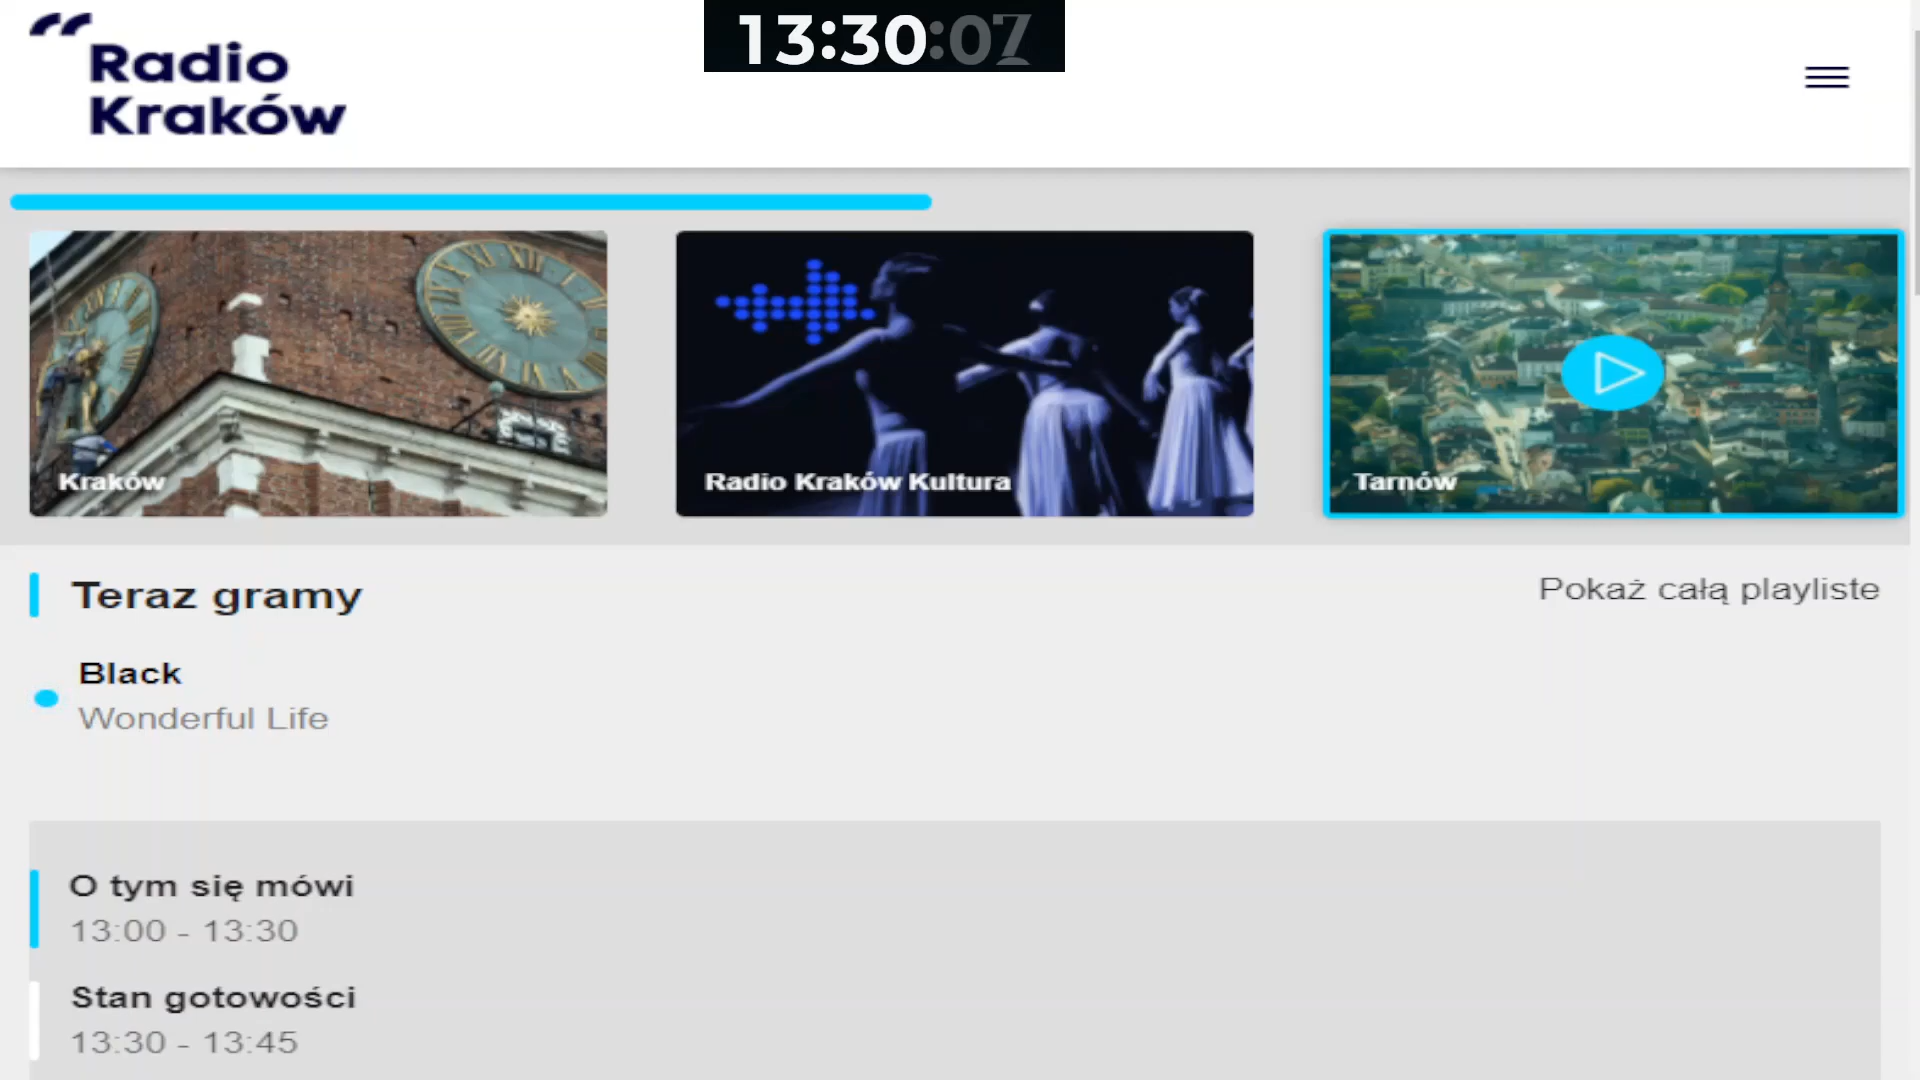 Radio
Kraków
13:30:07
Kraków
Radio Kraków Kultura
Tarnów
Teraz gramy
Pokaż całą playliste
Black
Wonderful Life
O tym się mówi
13:00 - 13:30
Stan gotowości
13:30 - 13:45